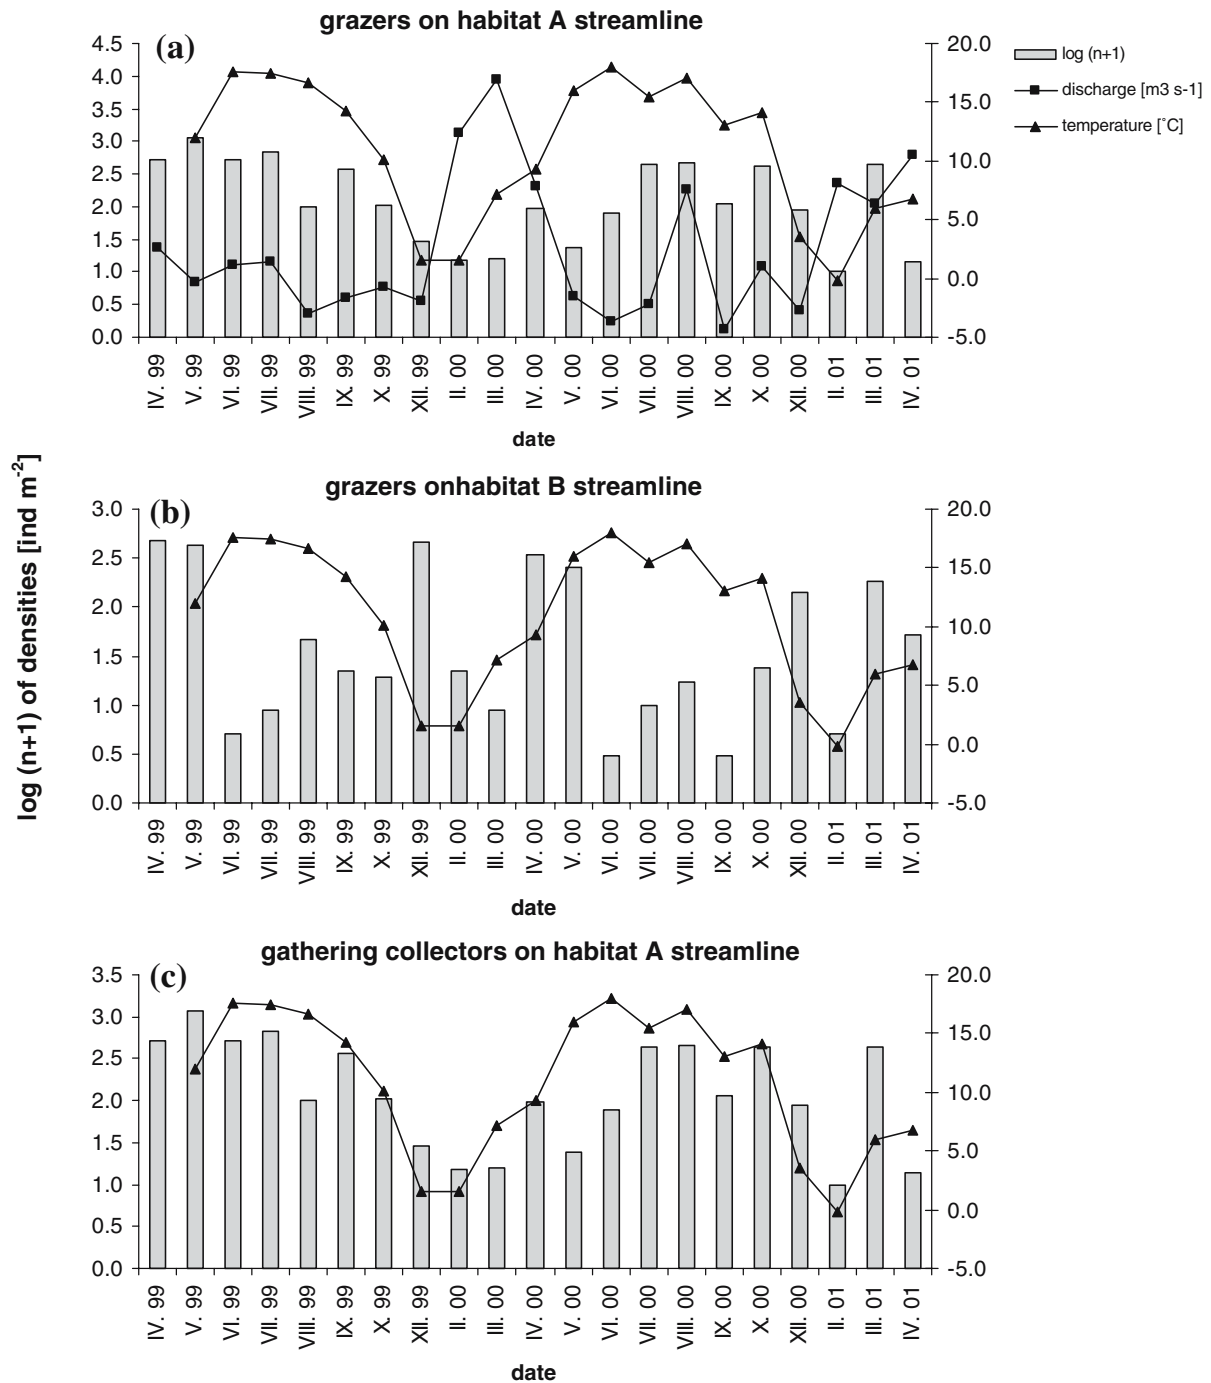 grazers on habitat A streamline
(a)
4.5
4.0
3.5
3.0
2.5
2.0
1.5
1.0
0.5
0.0
20.0
15.0
10.0
5.0
0.0
-5.0
log (n+1)
discharge [m3 s-1]
temperature [˚C]
IV. 99
V. 99
VI. 99
VII. 99
VIII. 99
IX. 99
X. 99
XII. 99
II. 00
III. 00
IV. 00
V. 00
VI. 00
VII. 00
VIII. 00
IX. 00
X. 00
XII. 00
II. 01
III. 01
IV. 01
date
log (n+1) of densities [ind m-2]
grazers onhabitat B streamline
(b)
3.0
2.5
2.0
1.5
1.0
0.5
0.0
20.0
15.0
10.0
5.0
0.0
-5.0
IV. 99
V. 99
VI. 99
VII. 99
VIII. 99
IX. 99
X. 99
XII. 99
II. 00
III. 00
IV. 00
V. 00
VI. 00
VII. 00
VIII. 00
IX. 00
X. 00
XII. 00
II. 01
III. 01
IV. 01
date
gathering collectors on habitat A streamline
(c)
3.5
3.0
2.5
2.0
1.5
1.0
0.5
0.0
20.0
15.0
10.0
5.0
0.0
-5.0
IV. 99
V. 99
VI. 99
VII. 99
VIII. 99
IX. 99
X. 99
XII. 99
II. 00
III. 00
IV. 00
V. 00
VI. 00
VII. 00
VIII. 00
IX. 00
X. 00
XII. 00
II. 01
III. 01
IV. 01
date